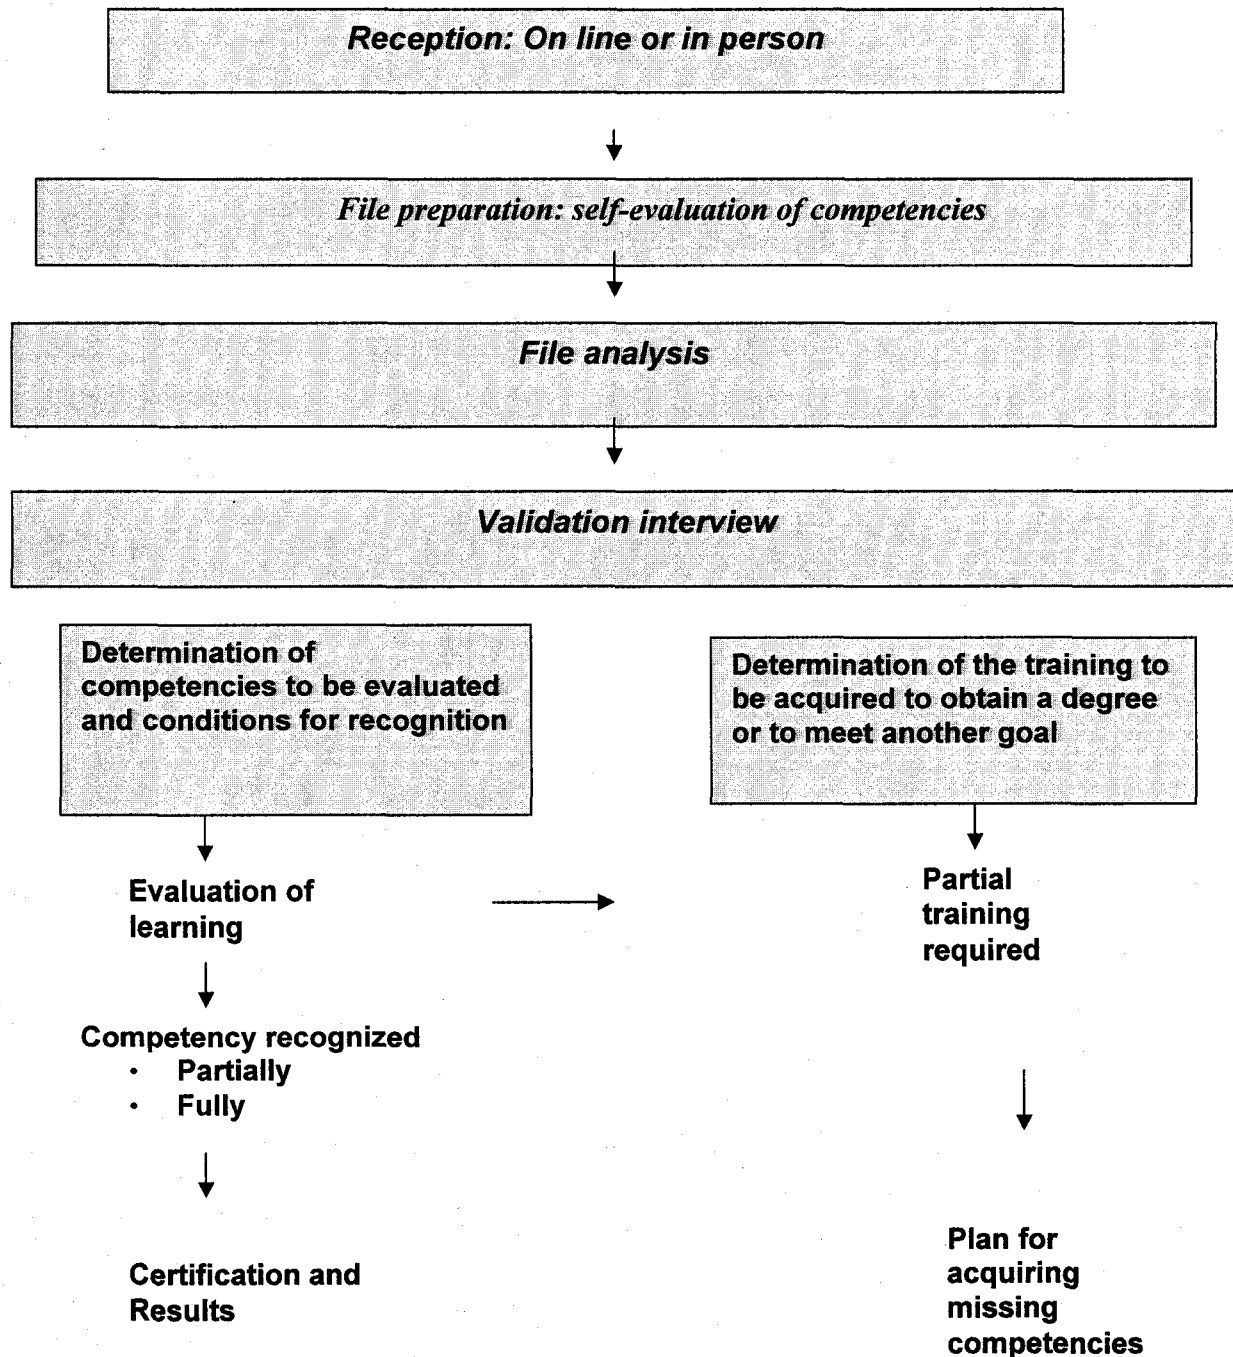 Reception: On line or in person
File preparation: self-evaluation of competencies
File analysis
Validation interview
Determination of
competencies to be evaluated
and conditions for recognition
Determination of the training to
be acquired to obtain a degree
or to meet another goal
Evaluation of
learning
Partial
training
required
Competency recognized
• Partially
• Fully
Certification and
Results
Plan for
acquiring
missing
competencies